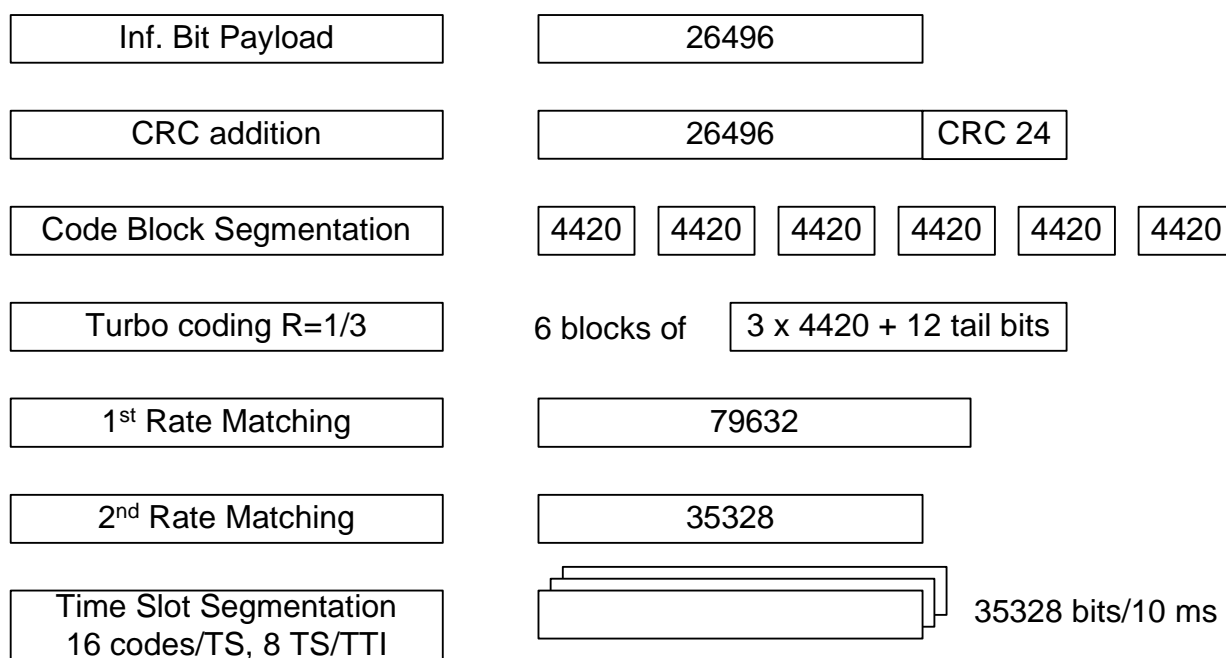 Inf. Bit Payload 26496
CRC addition 26496 CRC 24
Code Block Segmentation 4420 4420 4420 4420 4420 4420
Turbo coding R=1/3 6 blocks of 3 x 4420 + 12 tail bits
1st Rate Matching 79632
2nd Rate Matching 35328
Time Slot Segmentation
16 codes/TS, 8 TS/TTI
35328 bits/10 ms